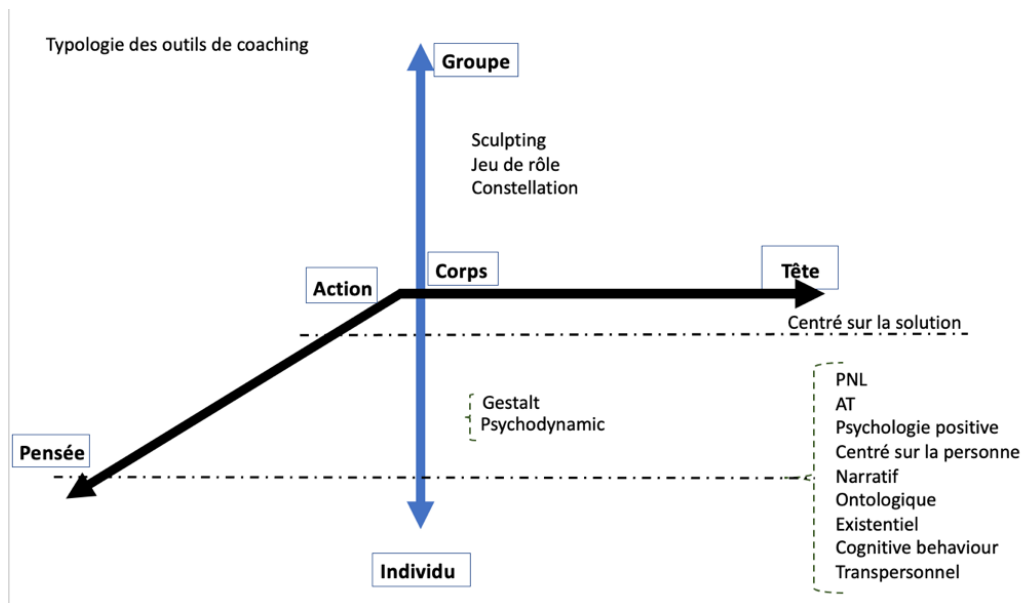 Typologie des outils de coaching
Groupe
Sculpting
Jeu de rôle
Constellation
Corps
Tête
Action
Centré sur la solution
PNL
Gestalt
AT
Psychodynamic
Psychologie positive
Pensée
Centré sur la personne
Narratif
Ontologique
Existentiel
Cognitive behaviour
Individu
Transpersonnel